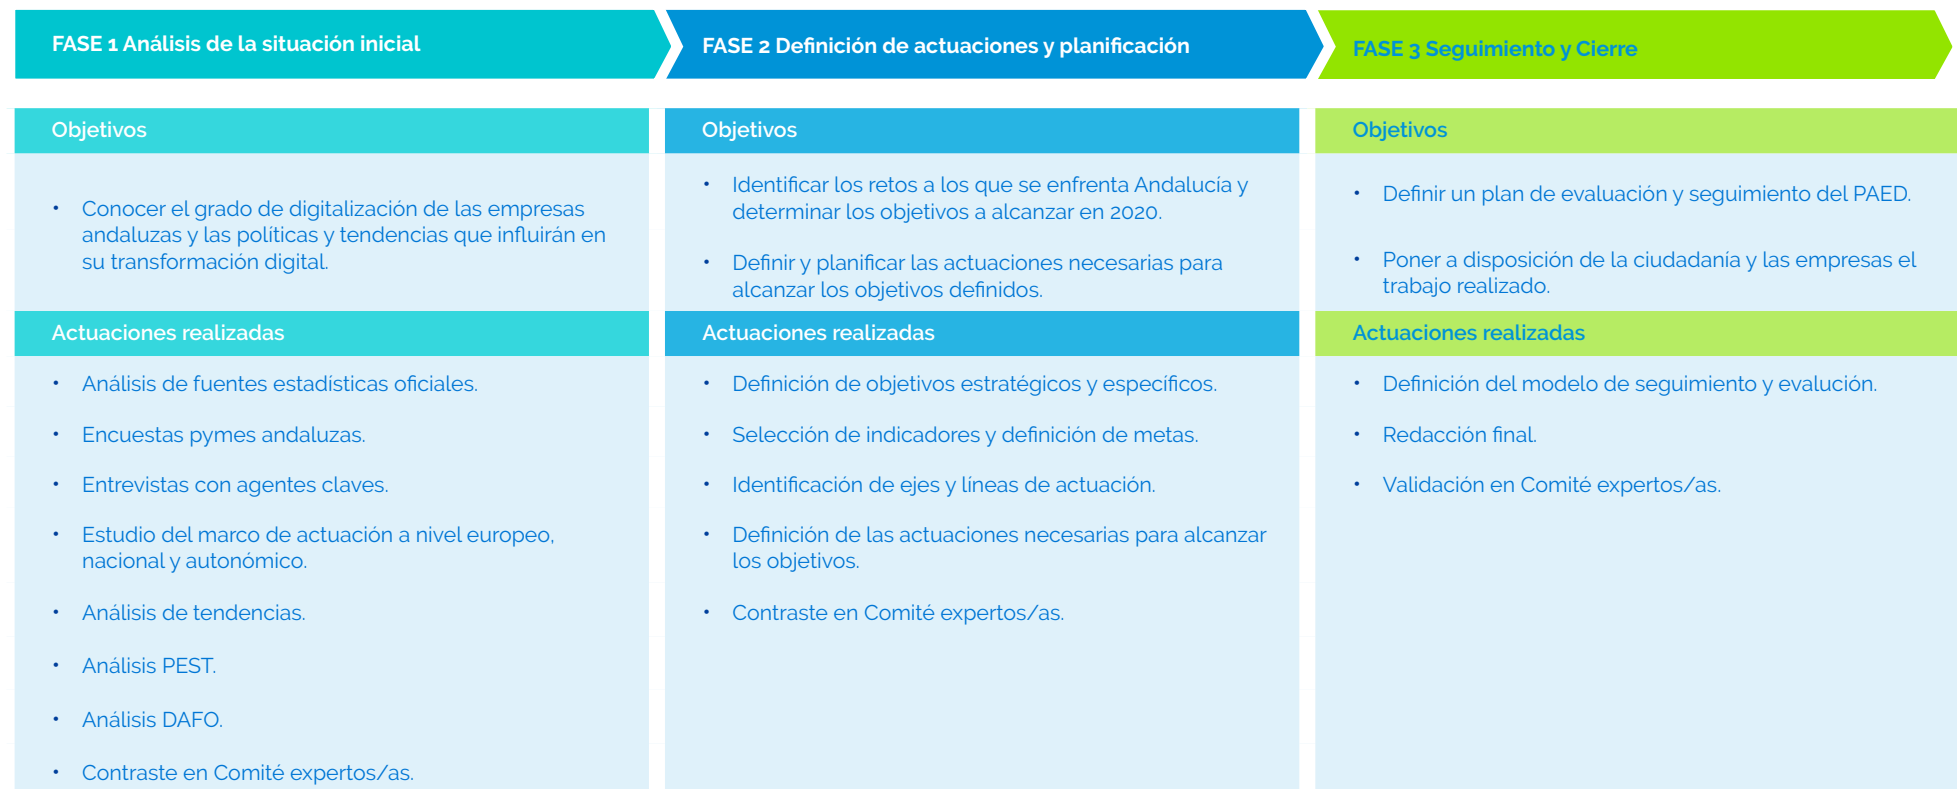 FASE 1 Análisis de la situación inicial
Objetivos
• Conocer el grado de digitalización de las empresas
andaluzas y las políticas y tendencias que influirán en
su transformación digital.
Actuaciones realizadas
• Análisis de fuentes estadísticas oficiales.
• Encuestas pymes andaluzas.
• Entrevistas con agentes claves.
• Estudio del marco de actuación a nivel europeo,
nacional y autonómico.
• Análisis de tendencias.
• Análisis PEST.
• Análisis DAFO.
• Contraste en Comité expertos/as.
FASE 2 Definición de actuaciones y planificación
Objetivos
• Identificar los retos a los que se enfrenta Andalucía y
determinar los objetivos a alcanzar en 2020.
• Definir y planificar las actuaciones necesarias para
alcanzar los objetivos definidos.
Actuaciones realizadas
• Definición de objetivos estratégicos y específicos.
• Selección de indicadores y definición de metas.
• Identificación de ejes y líneas de actuación.
• Definición de las actuaciones necesarias para alcanzar
los objetivos.
• Contraste en Comité expertos/as.
FASE 3 Seguimiento y Cierre
Objetivos
• Definir un plan de evaluación y seguimiento del PAED.
• Poner a disposición de la ciudadanía y las empresas el
trabajo realizado.
Actuaciones realizadas
• Definición del modelo de seguimiento y evalución.
• Redacción final.
• Validación en Comité expertos/as.